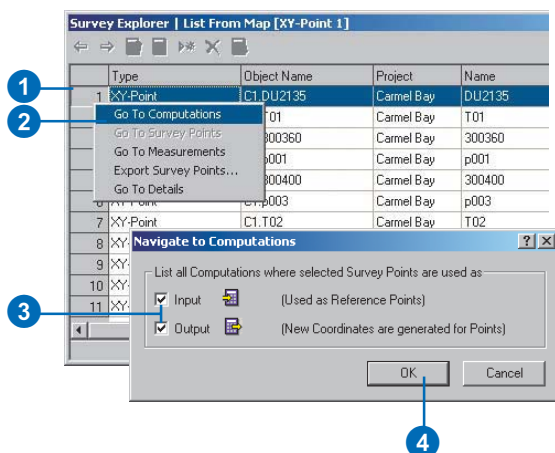 Survey Explorer | List From Map [XY-Point 1]
Type Object Name Project Name
1 XY-Point C1.DU2135 Carmel Bay DU2135
Go To Computations T01 Carmel Bay T01
Go To Survey Points 300360 Carmel Bay 300360
Go To Measurements p001 Carmel Bay p001
Export Survey Points... 300400 Carmel Bay 300400
Go To Details p003 Carmel Bay p003
7 XY-Point C1.T02 Carmel Bay T02
8 XY-
9 XY-
10 XY-
11 XY-
Navigate to Computations
List all Computations where selected Survey Points are used as
Input (Used as Reference Points)
Output (New Coordinates are generated for Points)
OK Cancel
1
2
3
4